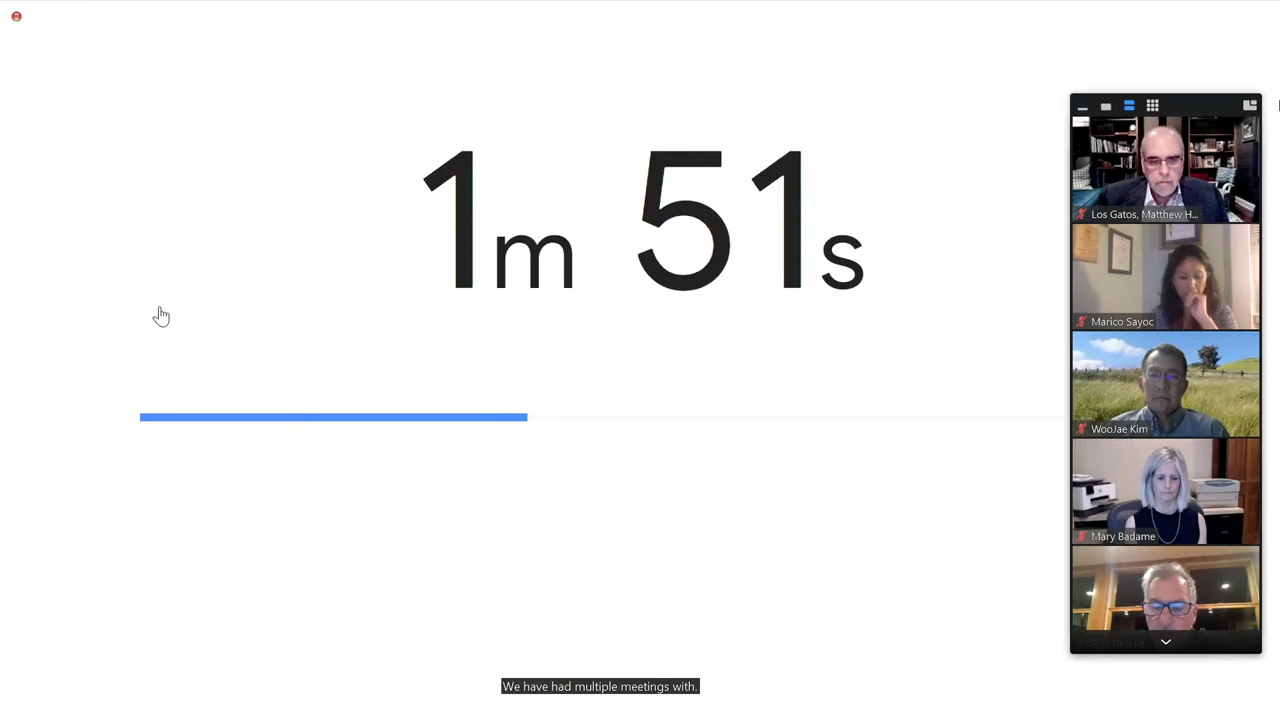 1m 51s
Los Gatos, Matthew H...
Marico Sayoc
WooJae Kim
Mary Badame
We have had multiple meetings with.